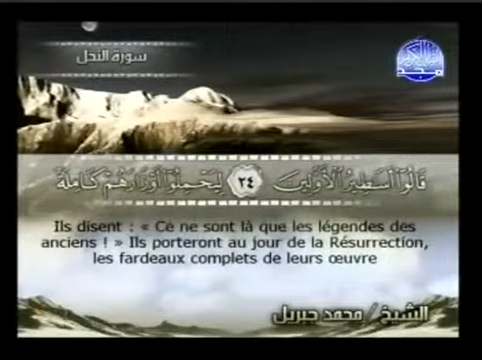 سورة النحل
مجد
قَالُوٓا۟ أَسَٰطِيرُ ٱلْأَوَّلِينَ ٢٤ لِيَحْمِلُوٓا۟ أَوْزَارَهُمْ كَامِلَةً
Ils disent : « Ce ne sont là que les légendes des
anciens ! » Ils porteront au jour de la Résurrection,
les fardeaux complets de leurs œuvre
الشيخ / محمد جبريل